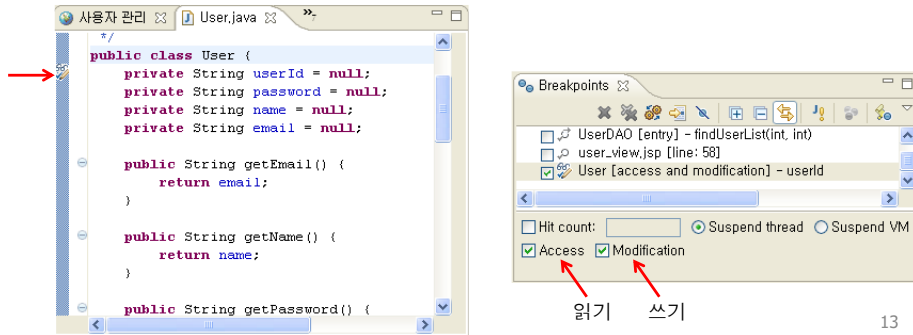 사용자 관리
User.java
»7
*/
public class User {
private String userId = null;
private String password = null;
private String name = null;
private String email = null;
public String getEmail() {
return email;
}
public String getName() {
return name;
}
public String getPassword() {
Breakpoints
UserDAO [entry] - findUserList(int, int)
user_view.jsp [line: 58]
User [access and modification] - userId
Hit count:
Suspend thread
Suspend VM
Access
Modification
읽기
쓰기
13